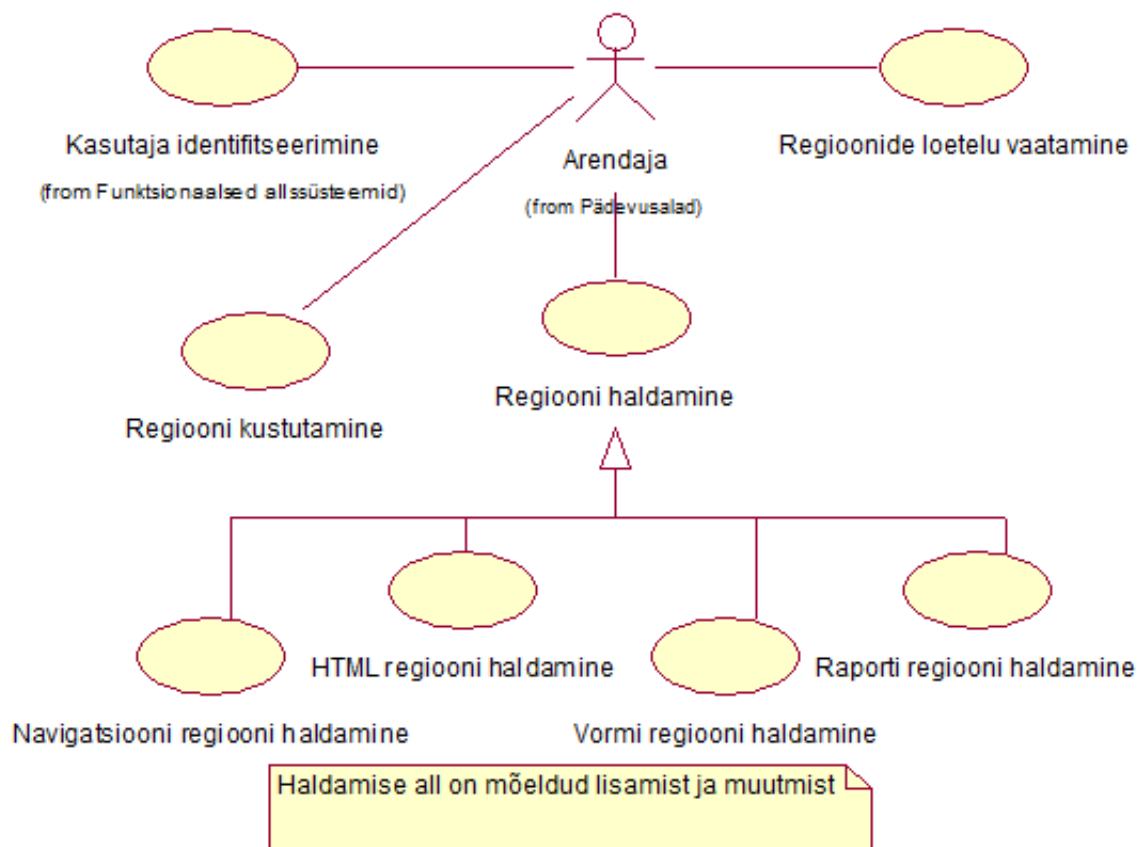 Kasutaja identifitseerimine
(from Funktsionaalsed allssüsteemid)
Arendaja
(from Pädevusalad)
Regioonide loetelu vaatamine
Regiooni kustutamine
Regiooni haldamine
Navigatsiooni regiooni haldamine
HTML regiooni haldamine
Vormi regiooni haldamine
Raporti regiooni haldamine
Haldamise all on mõeldud lisamist ja muutmist